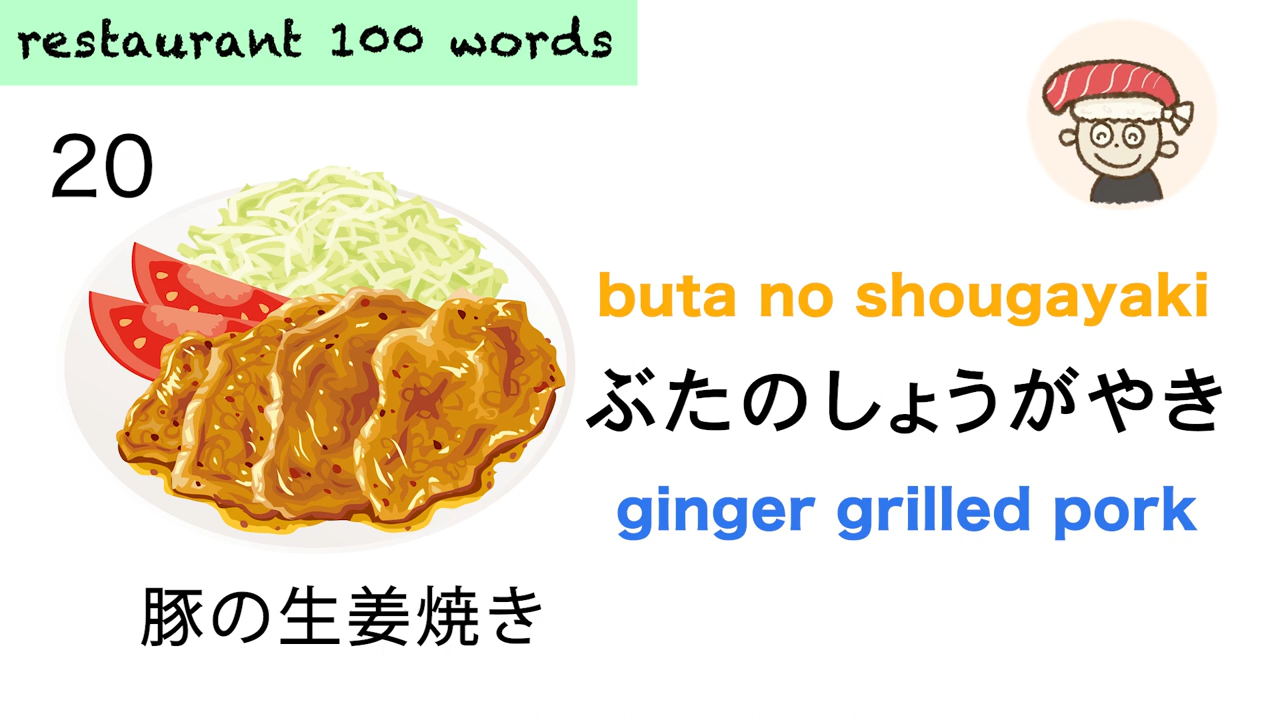 restaurant 100 words
20
buta no shougayaki
ぶたのしょうがやき
ginger grilled pork
豚の生姜焼き